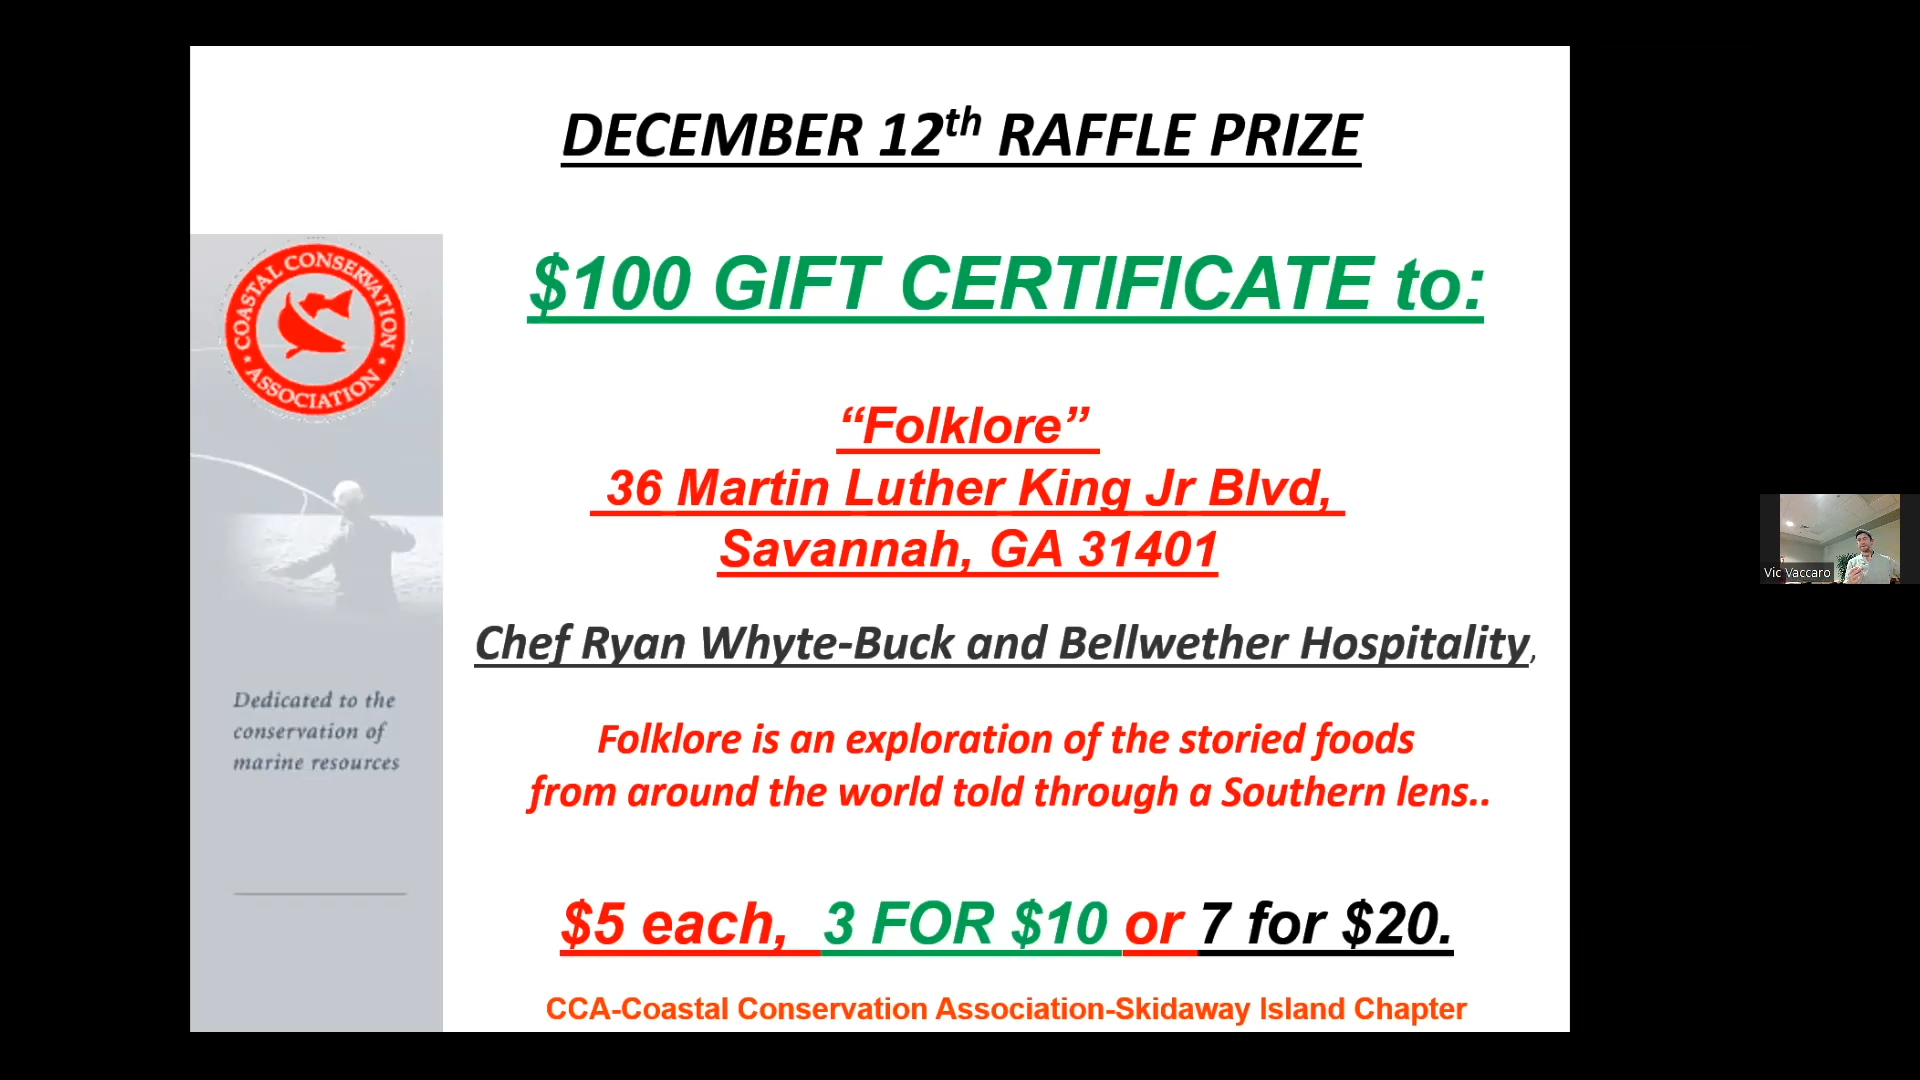 DECEMBER 12th RAFFLE PRIZE
COASTAL CONSERVATION
ASSOCIATION
$100 GIFT CERTIFICATE to:
“Folklore”
36 Martin Luther King Jr Blvd,
Savannah, GA 31401
Chef Ryan Whyte-Buck and Bellwether Hospitality,
Dedicated to the
conservation of
marine resources
Folklore is an exploration of the storied foods
from around the world told through a Southern lens..
$5 each, 3 FOR $10 or 7 for $20.
CCA-Coastal Conservation Association-Skidaway Island Chapter
Vic Vaccaro